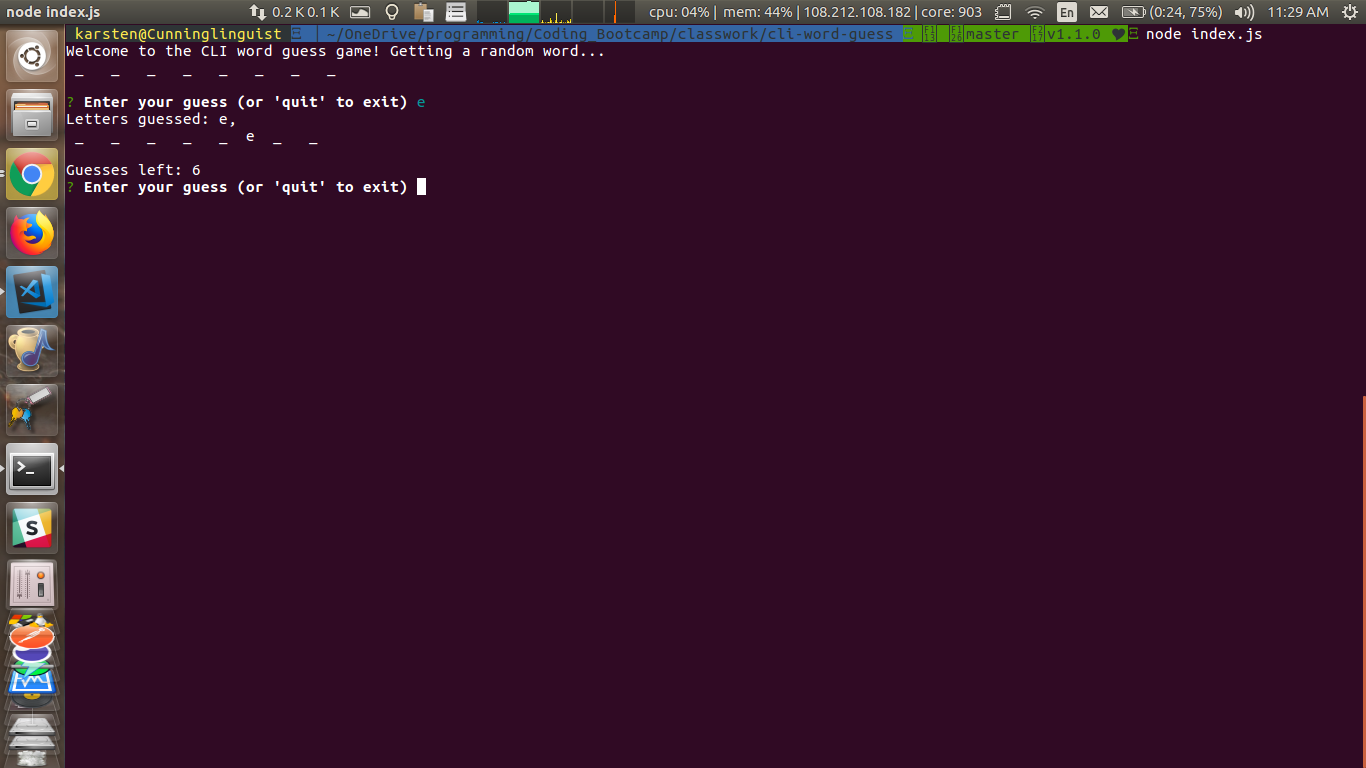 node index.js 0.2 K 0.1 K cpu: 04% | mem: 44% | 108.212.108.182 | core: 903 En (0:24, 75%) 11:29 AM
karsten@Cunninglinguist ~/OneDrive/programming/Coding_Bootcamp/classwork/cli-word-guess master v1.1.0 ♥ node index.js
Welcome to the CLI word guess game! Getting a random word...
_ _ _ _ _ _ _ _
? Enter your guess (or 'quit' to exit) e
Letters guessed: e,
_ _ _ _ _ e _ _
Guesses left: 6
? Enter your guess (or 'quit' to exit)
>_
S